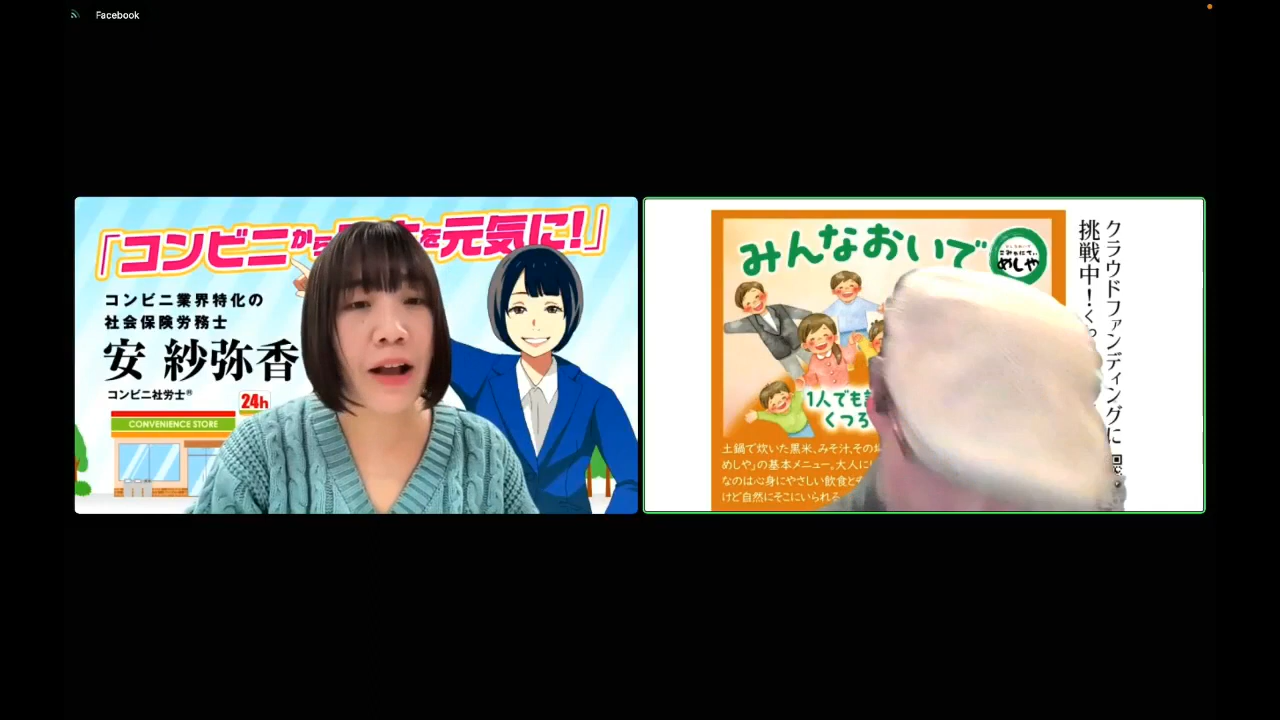 Facebook
「コンビニから を元気に!」
コンビニ業界特化の
社会保険労務士
安 紗弥香
コンビニ社労士®
24h
CONVENIENCE STORE
みんなおいで
めしや
1人でも
くつろ
土鍋で炊いた黒米、みそ汁、その
めしや」の基本メニュー。大人に
なのは心身にやさしい飲食と
けど自然にそこにいられる
クラウドファンディングに
挑戦中!